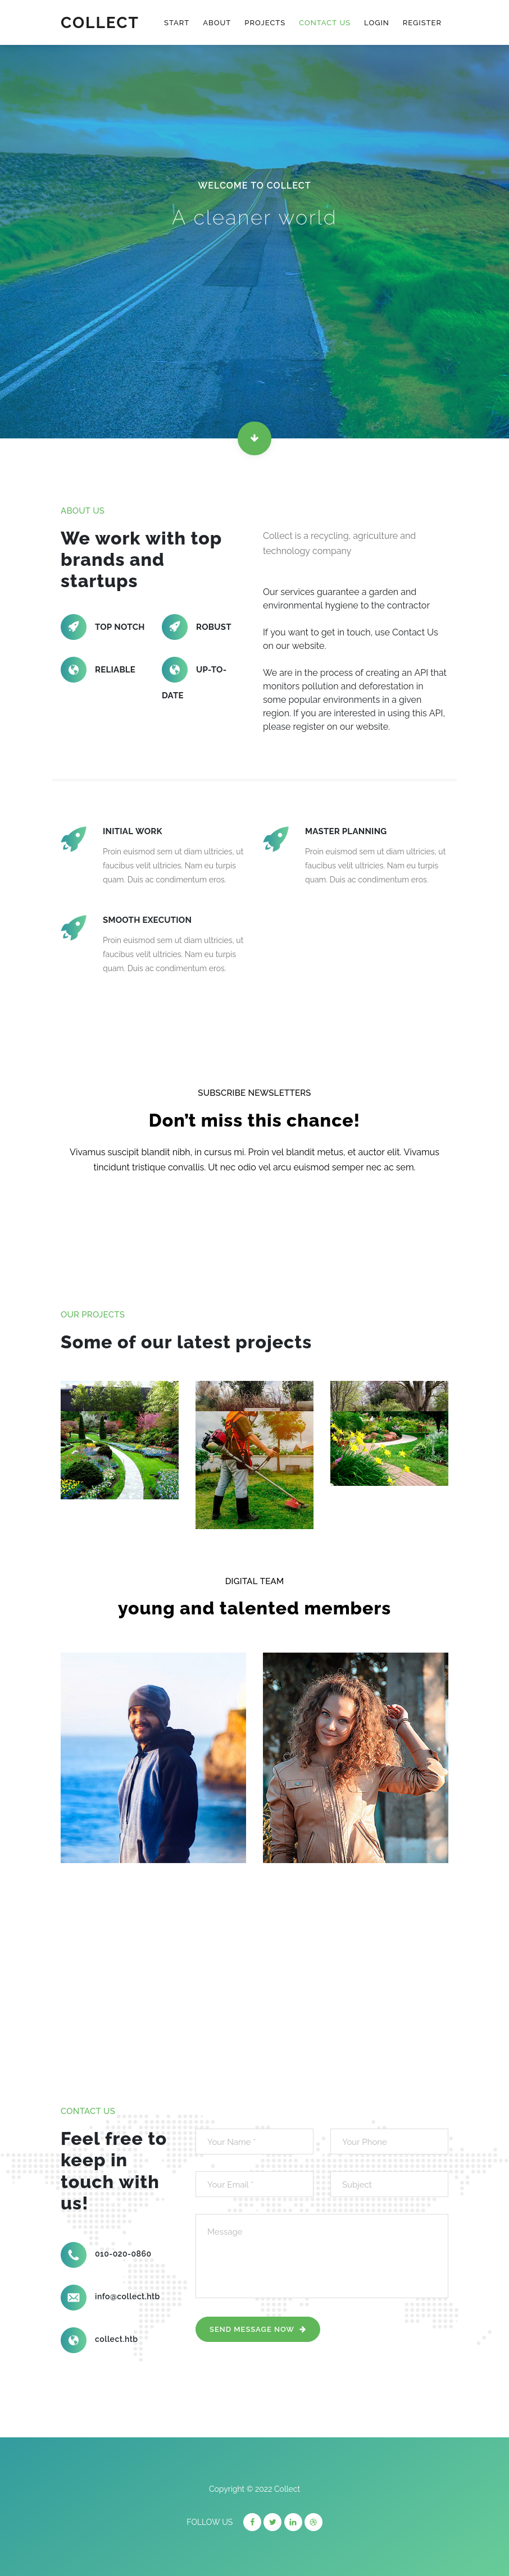 COLLECT
START ABOUT PROJECTS CONTACT US LOGIN REGISTER
WELCOME TO COLLECT
A cleaner world
ABOUT US
We work with top
brands and
startups
TOP NOTCH
ROBUST
RELIABLE
UP-TO-
DATE
Collect is a recycling, agriculture and
technology company
Our services guarantee a garden and
environmental hygiene to the contractor
If you want to get in touch, use Contact Us
on our website.
We are in the process of creating an API that
monitors pollution and deforestation in
some popular environments in a given
region. If you are interested in using this API,
please register on our website.
INITIAL WORK
Proin euismod sem ut diam ultricies, ut
faucibus velit ultricies. Nam eu turpis
quam. Duis ac condimentum eros.
MASTER PLANNING
Proin euismod sem ut diam ultricies, ut
faucibus velit ultricies. Nam eu turpis
quam. Duis ac condimentum eros.
SMOOTH EXECUTION
Proin euismod sem ut diam ultricies, ut
faucibus velit ultricies. Nam eu turpis
quam. Duis ac condimentum eros.
SUBSCRIBE NEWSLETTERS
Don’t miss this chance!
Vivamus suscipit blandit nibh, in cursus mi. Proin vel blandit metus, et auctor elit. Vivamus
tincidunt tristique convallis. Ut nec odio vel arcu euismod semper nec ac sem.
OUR PROJECTS
Some of our latest projects
DIGITAL TEAM
young and talented members
CONTACT US
Feel free to
keep in
touch with
us!
010-020-0860
info@collect.htb
collect.htb
Your Name *
Your Phone
Your Email *
Subject
Message
SEND MESSAGE NOW
Copyright © 2022 Collect
FOLLOW US